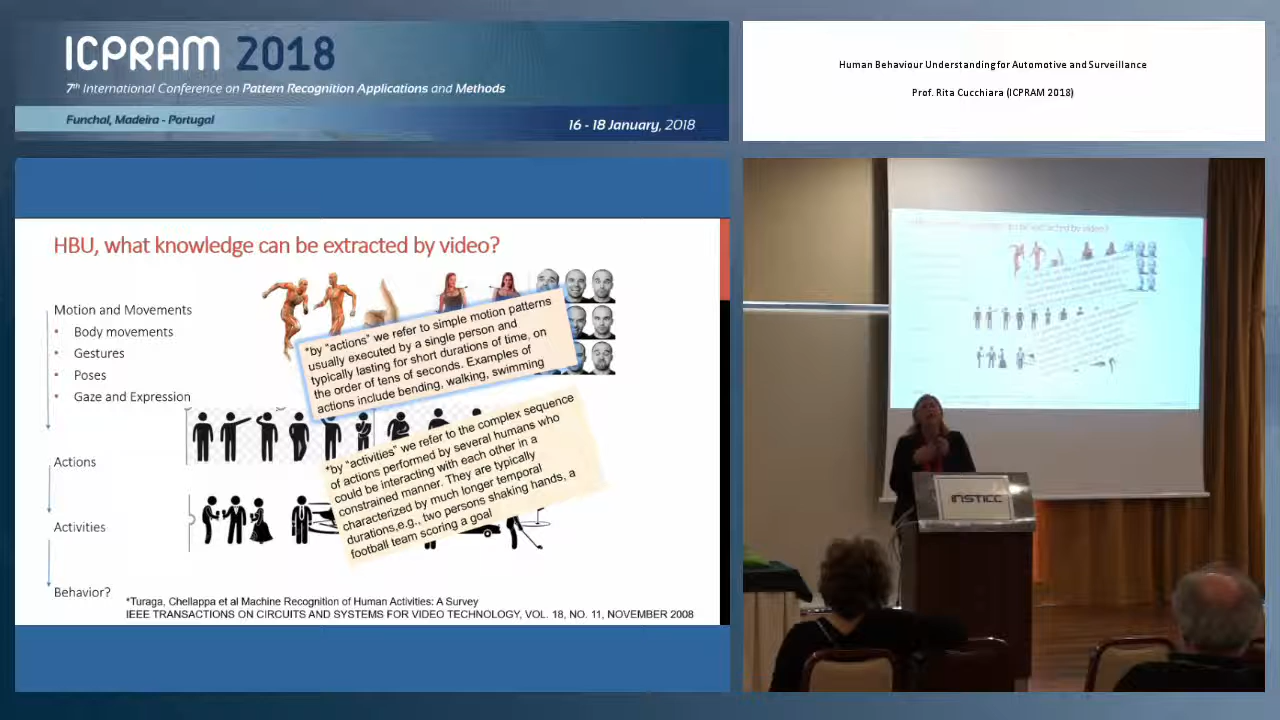 ICPRAM 2018
7th International Conference on Pattern Recognition Applications and Methods
Funchal, Madeira - Portugal
16 - 18 January, 2018
Human Behaviour Understanding for Automotive and Surveillance
Prof. Rita Cucchiara (ICPRAM 2018)
HBU, what knowledge can be extracted by video?
Motion and Movements
• Body movements
• Gestures
• Poses
• Gaze and Expression
Actions
Activities
Behavior?
*by "actions" we refer to simple motion patterns
usually executed by a single person and
typically lasting for short durations of time, on
the order of tens of seconds. Examples of
actions include bending, walking, swimming
*by "activities" we refer to the complex sequence
of actions performed by several humans who
could be interacting with each other in a
constrained manner. They are typically
characterized by much longer temporal
durations,e.g., two persons shaking hands, a
football team scoring a goal
*Turaga, Chellappa et al Machine Recognition of Human Activities: A Survey
IEEE TRANSACTIONS ON CIRCUITS AND SYSTEMS FOR VIDEO TECHNOLOGY, VOL. 18, NO. 11, NOVEMBER 2008
to be extracted by video?
INSTICC